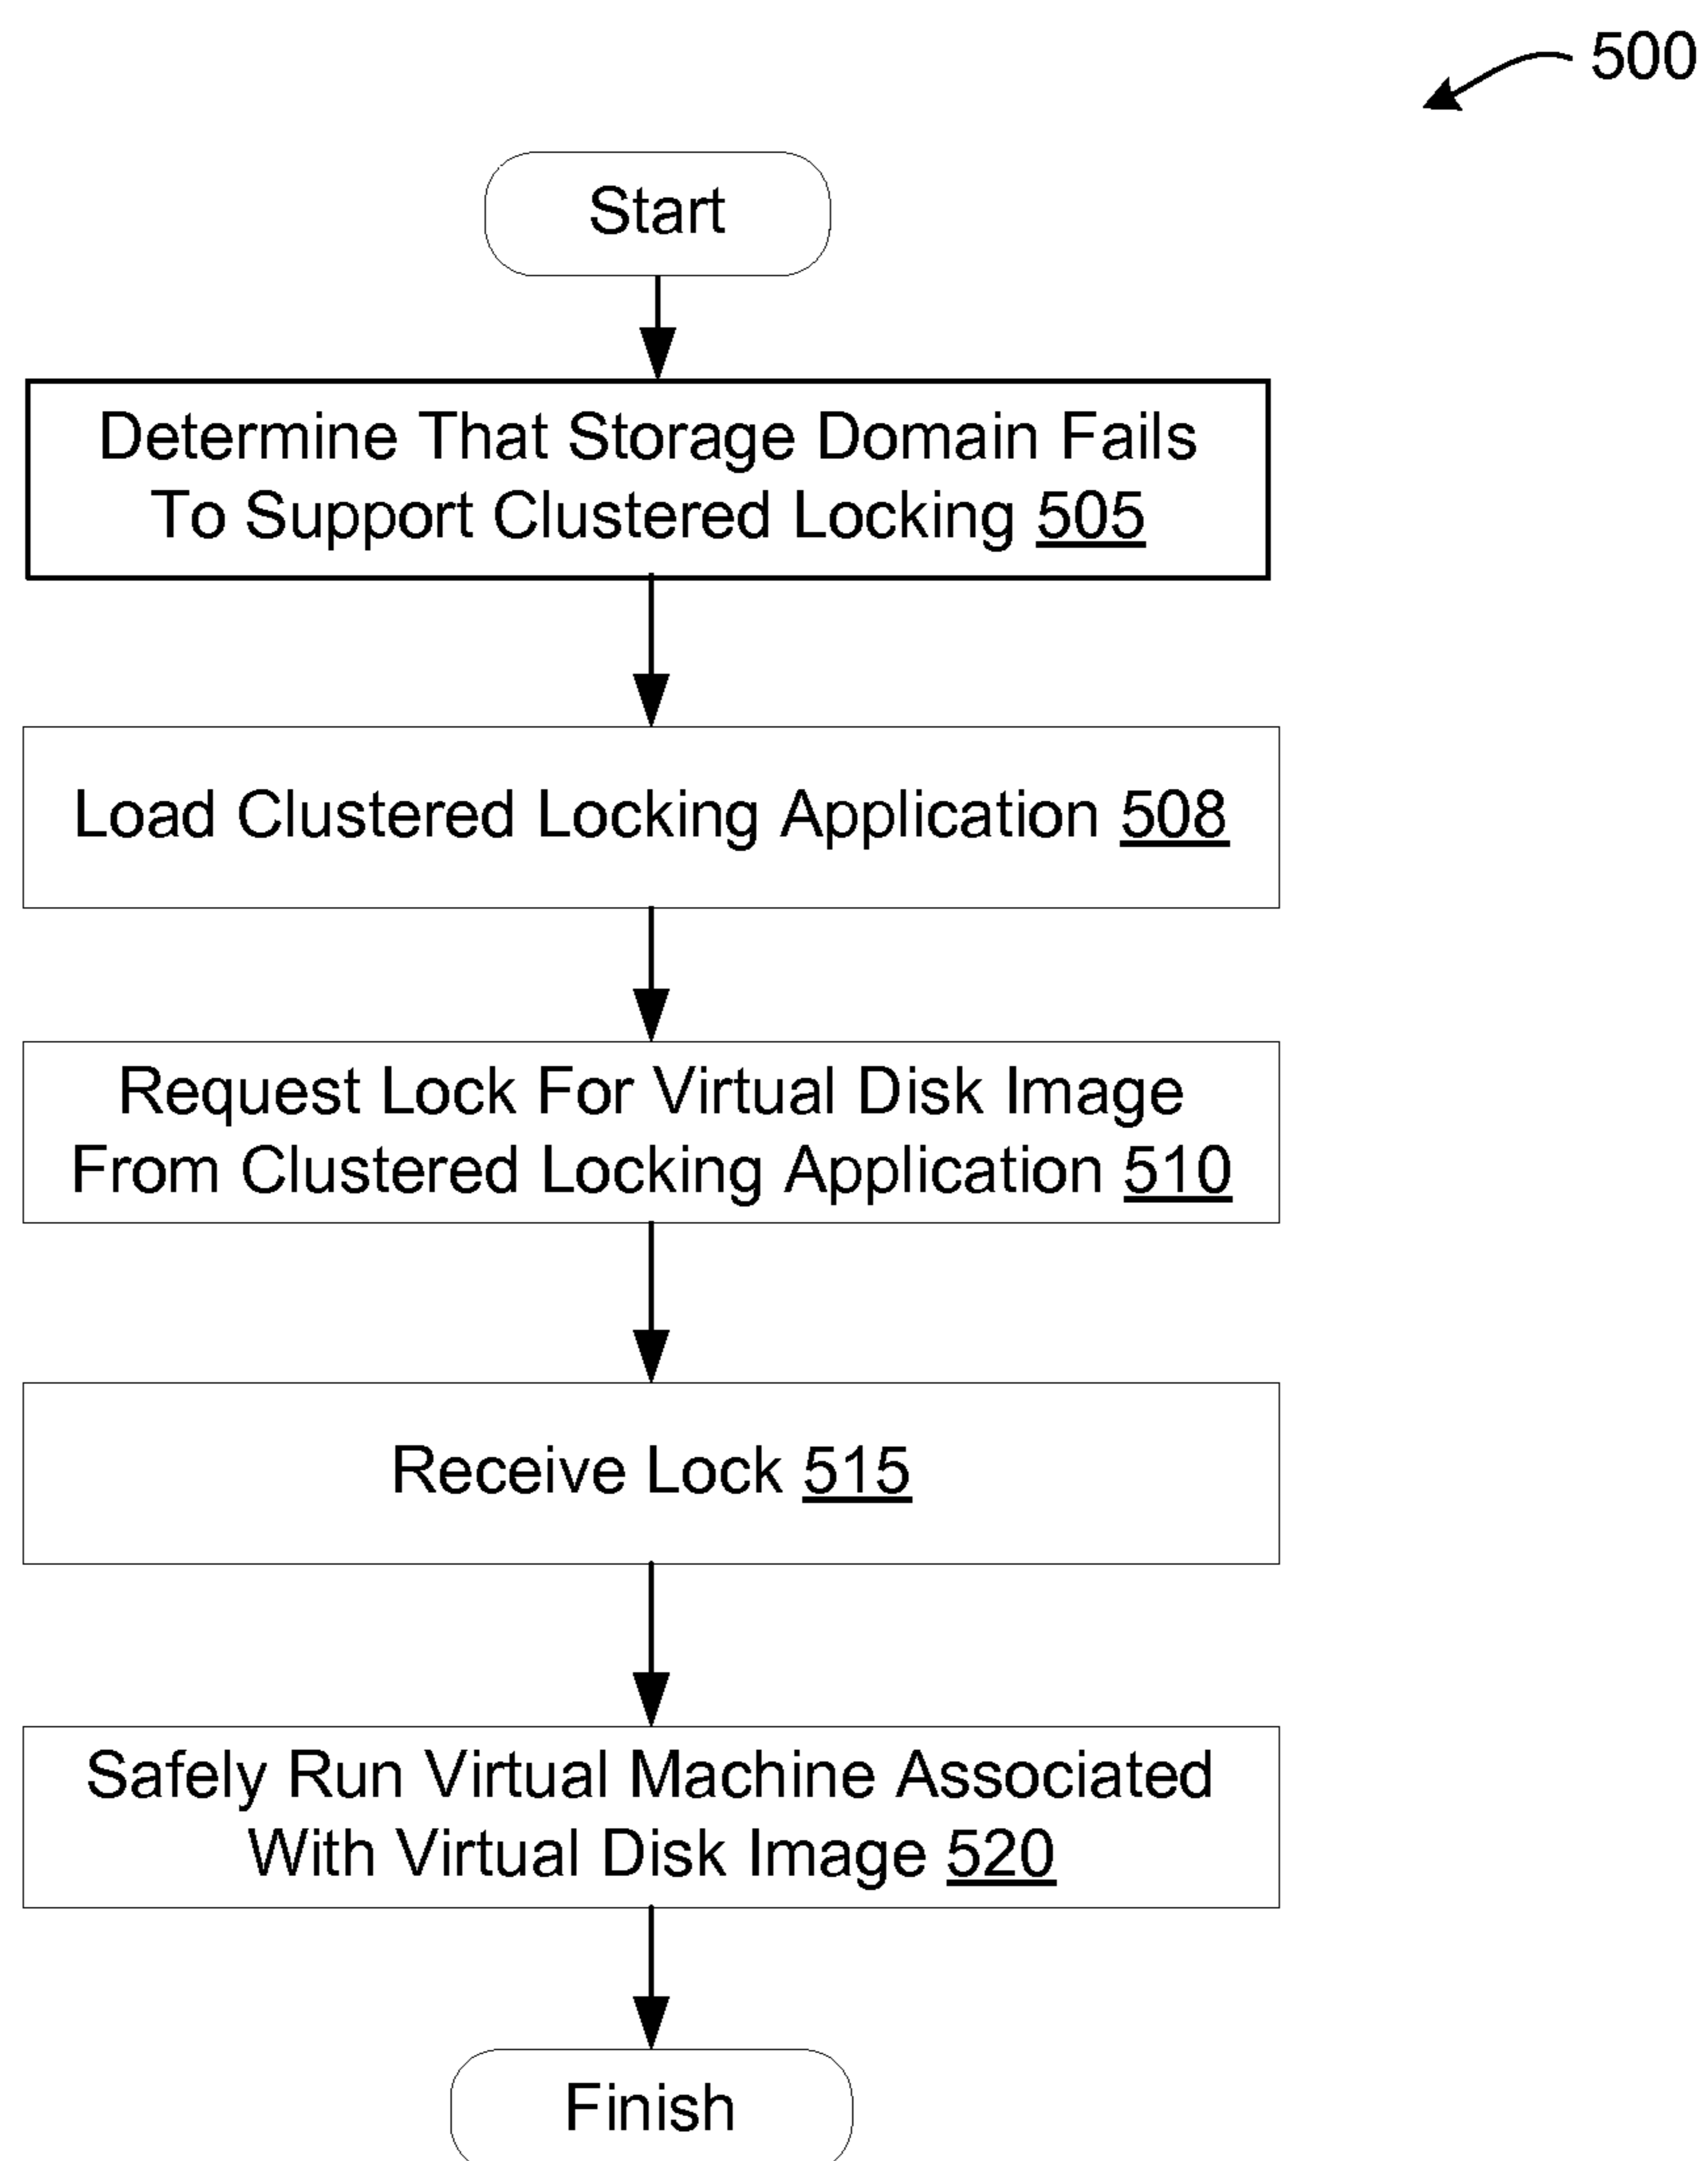 500
Start
Determine That Storage Domain Fails
To Support Clustered Locking 505
Load Clustered Locking Application 508
Request Lock For Virtual Disk Image
From Clustered Locking Application 510
Receive Lock 515
Safely Run Virtual Machine Associated
With Virtual Disk Image 520
Finish